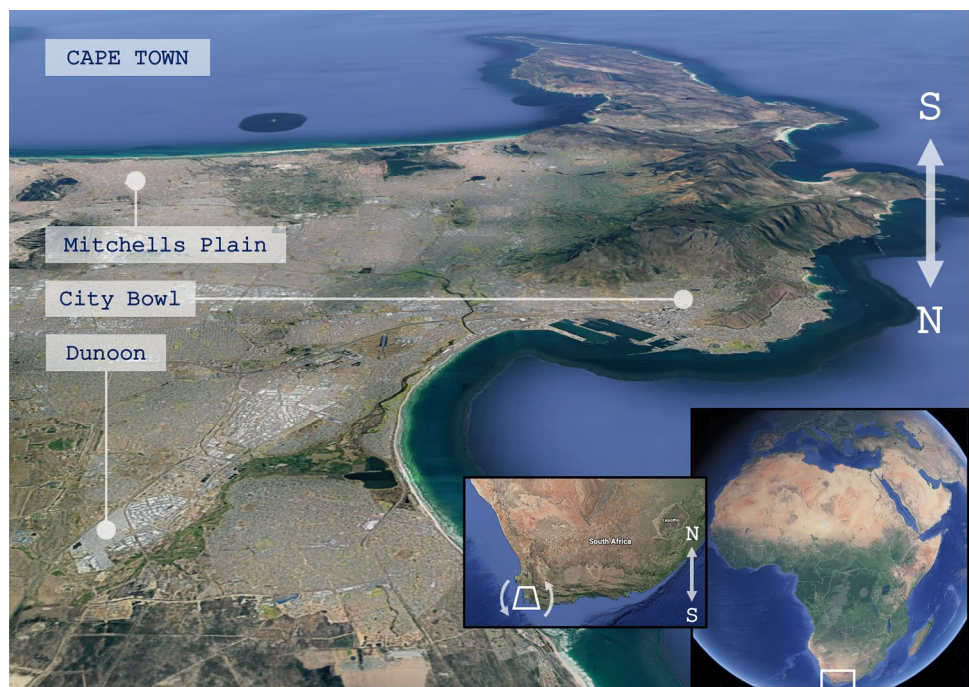 CAPE TOWN
S
N
Mitchells Plain
City Bowl
Dunoon
South Africa
Lesotho
N
S